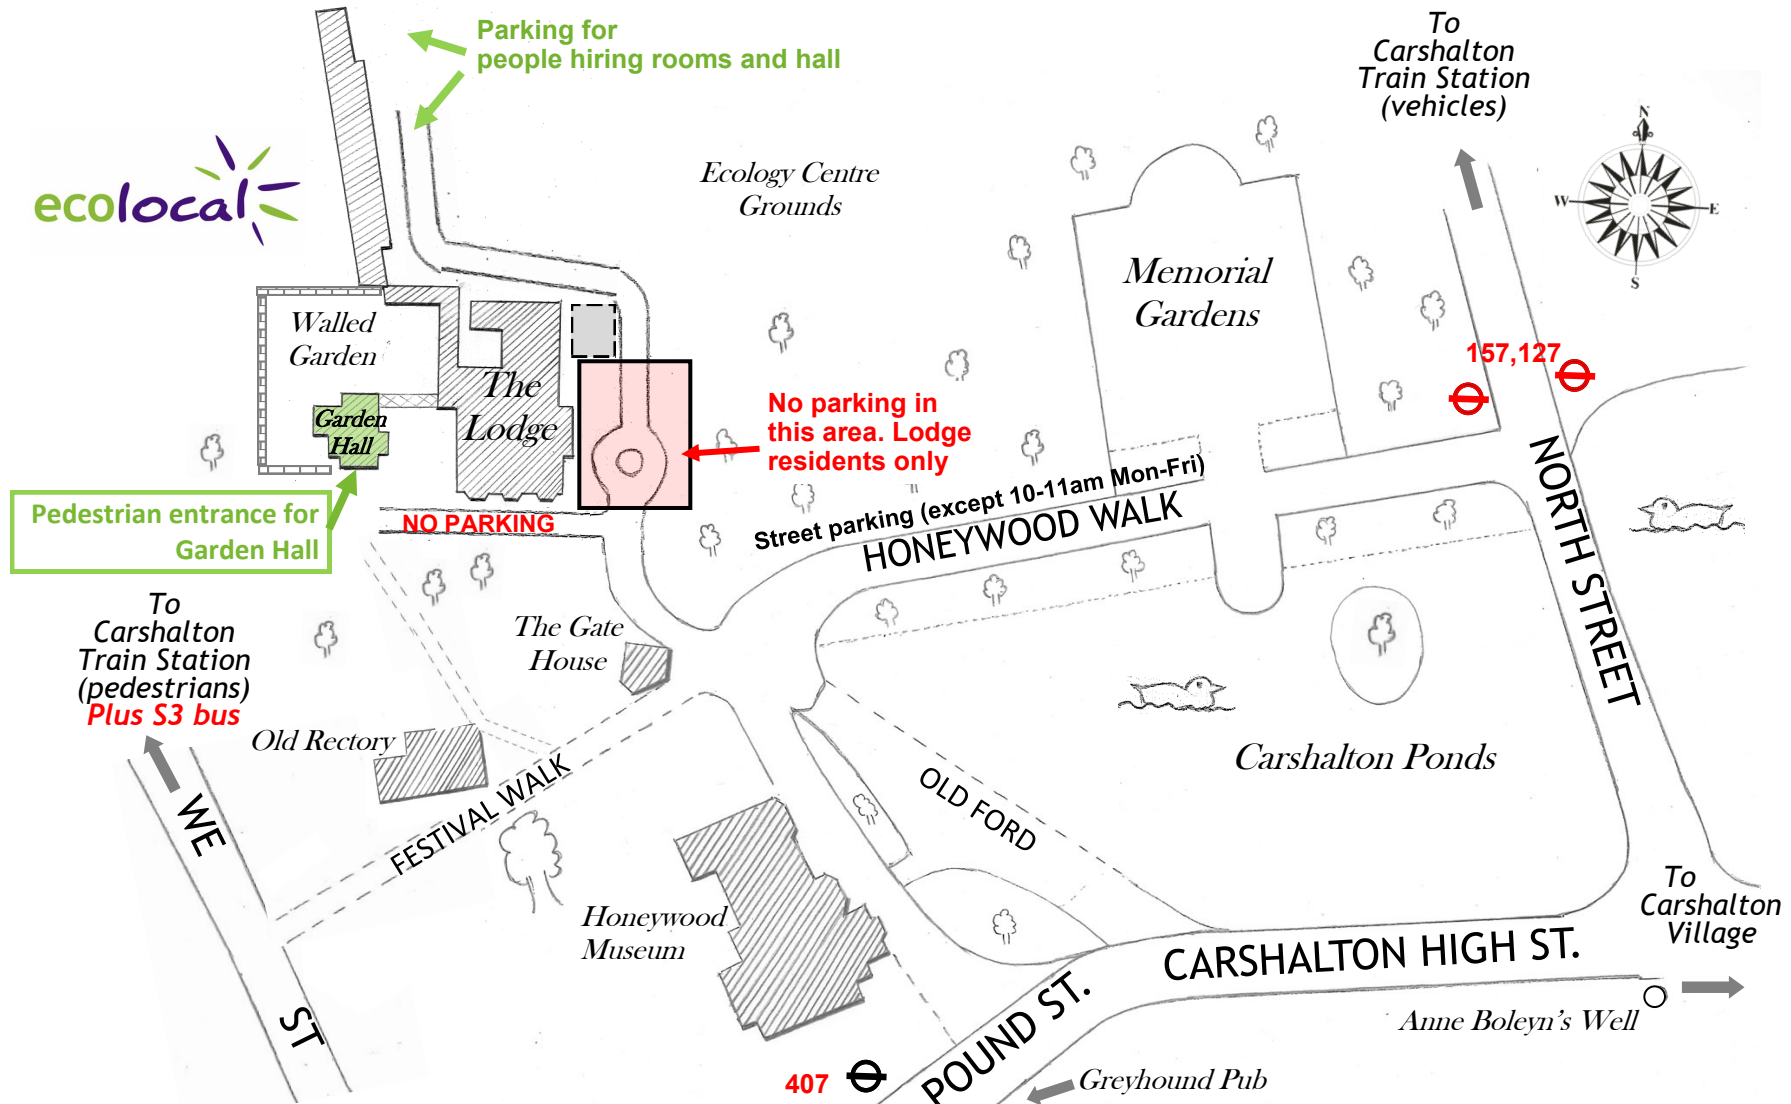 Parking for
people hiring rooms and hall
To
Carshalton
Train Station
(vehicles)
N
W
E
S
ecolocal
Ecology Centre
Grounds
Memorial
Gardens
Walled
Garden
The
Lodge
Garden
Hall
157,127
No parking in
this area. Lodge
residents only
Pedestrian entrance for
Garden Hall
NO PARKING
Street parking (except 10-11am Mon-Fri)
HONEYWOOD WALK
NORTH STREET
To
Carshalton
Train Station
(pedestrians)
Plus S3 bus
The Gate
House
Old Rectory
FESTIVAL WALK
WE
ST
OLD FORD
Carshalton Ponds
Honeywood
Museum
To
Carshalton
Village
CARSHALTON HIGH ST.
POUND ST.
Anne Boleyn's Well
407
Greyhound Pub